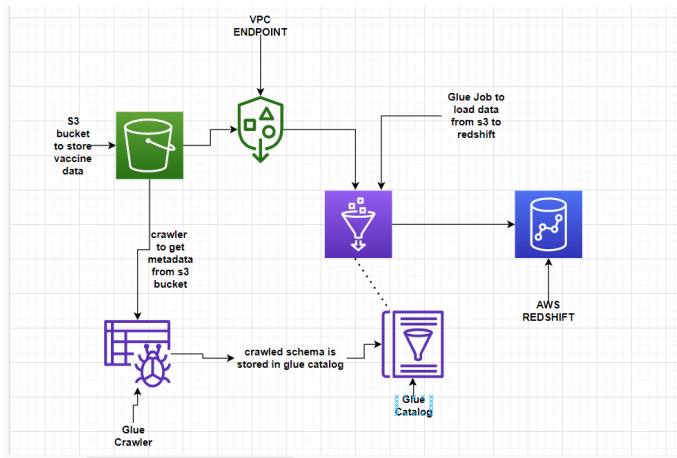 VPC
ENDPOINT
Glue Job to
load data
from s3 to
redshift
S3
bucket
to store
vaccine
data
crawler
to get
metadata
from s3
bucket
AWS
REDSHIFT
crawled schema is
stored in glue catalog
Glue
Catalog
Glue
Crawler